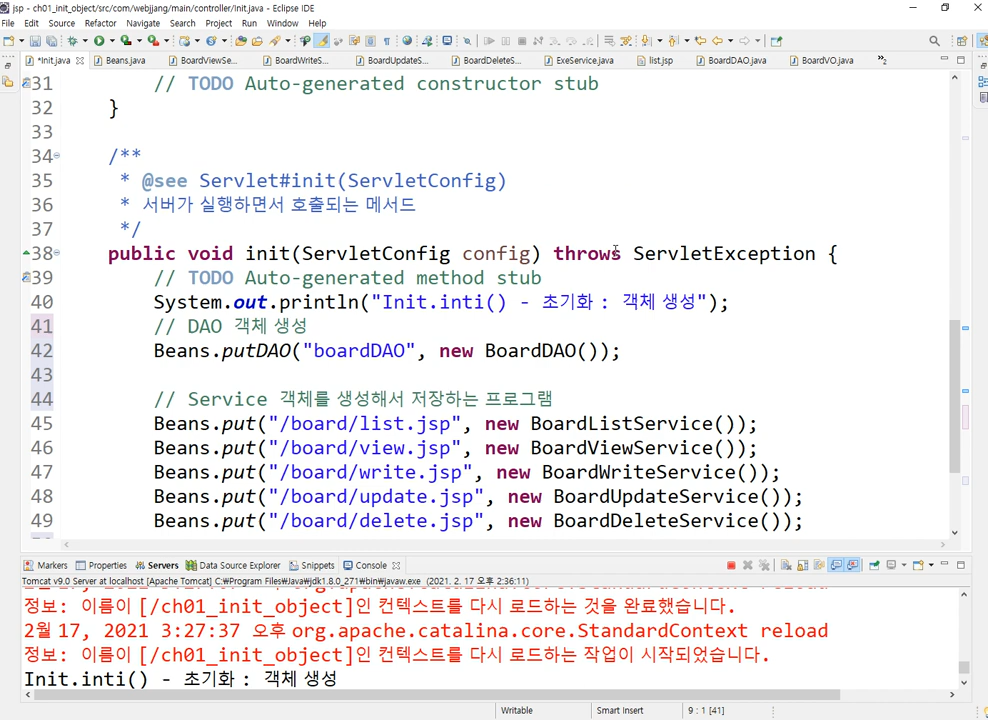 jsp - ch01_init_object/src/com/webjjang/main/controller/Init.java - Eclipse IDE
File Edit Source Refactor Navigate Search Project Run Window Help
*Init.java Beans.java BoardViewSe... BoardWriteS... BoardUpdateS... BoardDeleteS... ExeService.java list.jsp BoardDAO.java BoardVO.java »2
31 // TODO Auto-generated constructor stub
32 }
33
34 /**
35 * @see Servlet#init(ServletConfig)
36 * 서버가 실행하면서 호출되는 메서드
37 */
38 public void init(ServletConfig config) throws ServletException {
39 // TODO Auto-generated method stub
40 System.out.println("Init.inti() - 초기화 : 객체 생성");
41 // DAO 객체 생성
42 Beans.putDAO("boardDAO", new BoardDAO());
43
44 // Service 객체를 생성해서 저장하는 프로그램
45 Beans.put("/board/list.jsp", new BoardListService());
46 Beans.put("/board/view.jsp", new BoardViewService());
47 Beans.put("/board/write.jsp", new BoardWriteService());
48 Beans.put("/board/update.jsp", new BoardUpdateService());
49 Beans.put("/board/delete.jsp", new BoardDeleteService());
Markers Properties Servers Data Source Explorer Snippets Console
Tomcat v9.0 Server at localhost [Apache Tomcat] C:₩Program Files₩Java₩jdk1.8.0_271₩bin₩javaw.exe (2021. 2. 17 오후 2:36:11)
정보: 이름이 [/ch01_init_object]인 컨텍스트를 다시 로드하는 것을 완료했습니다.
2월 17, 2021 3:27:37 오후 org.apache.catalina.core.StandardContext reload
정보: 이름이 [/ch01_init_object]인 컨텍스트를 다시 로드하는 작업이 시작되었습니다.
Init.inti() - 초기화 : 객체 생성
Writable Smart Insert 9 : 1 [41]